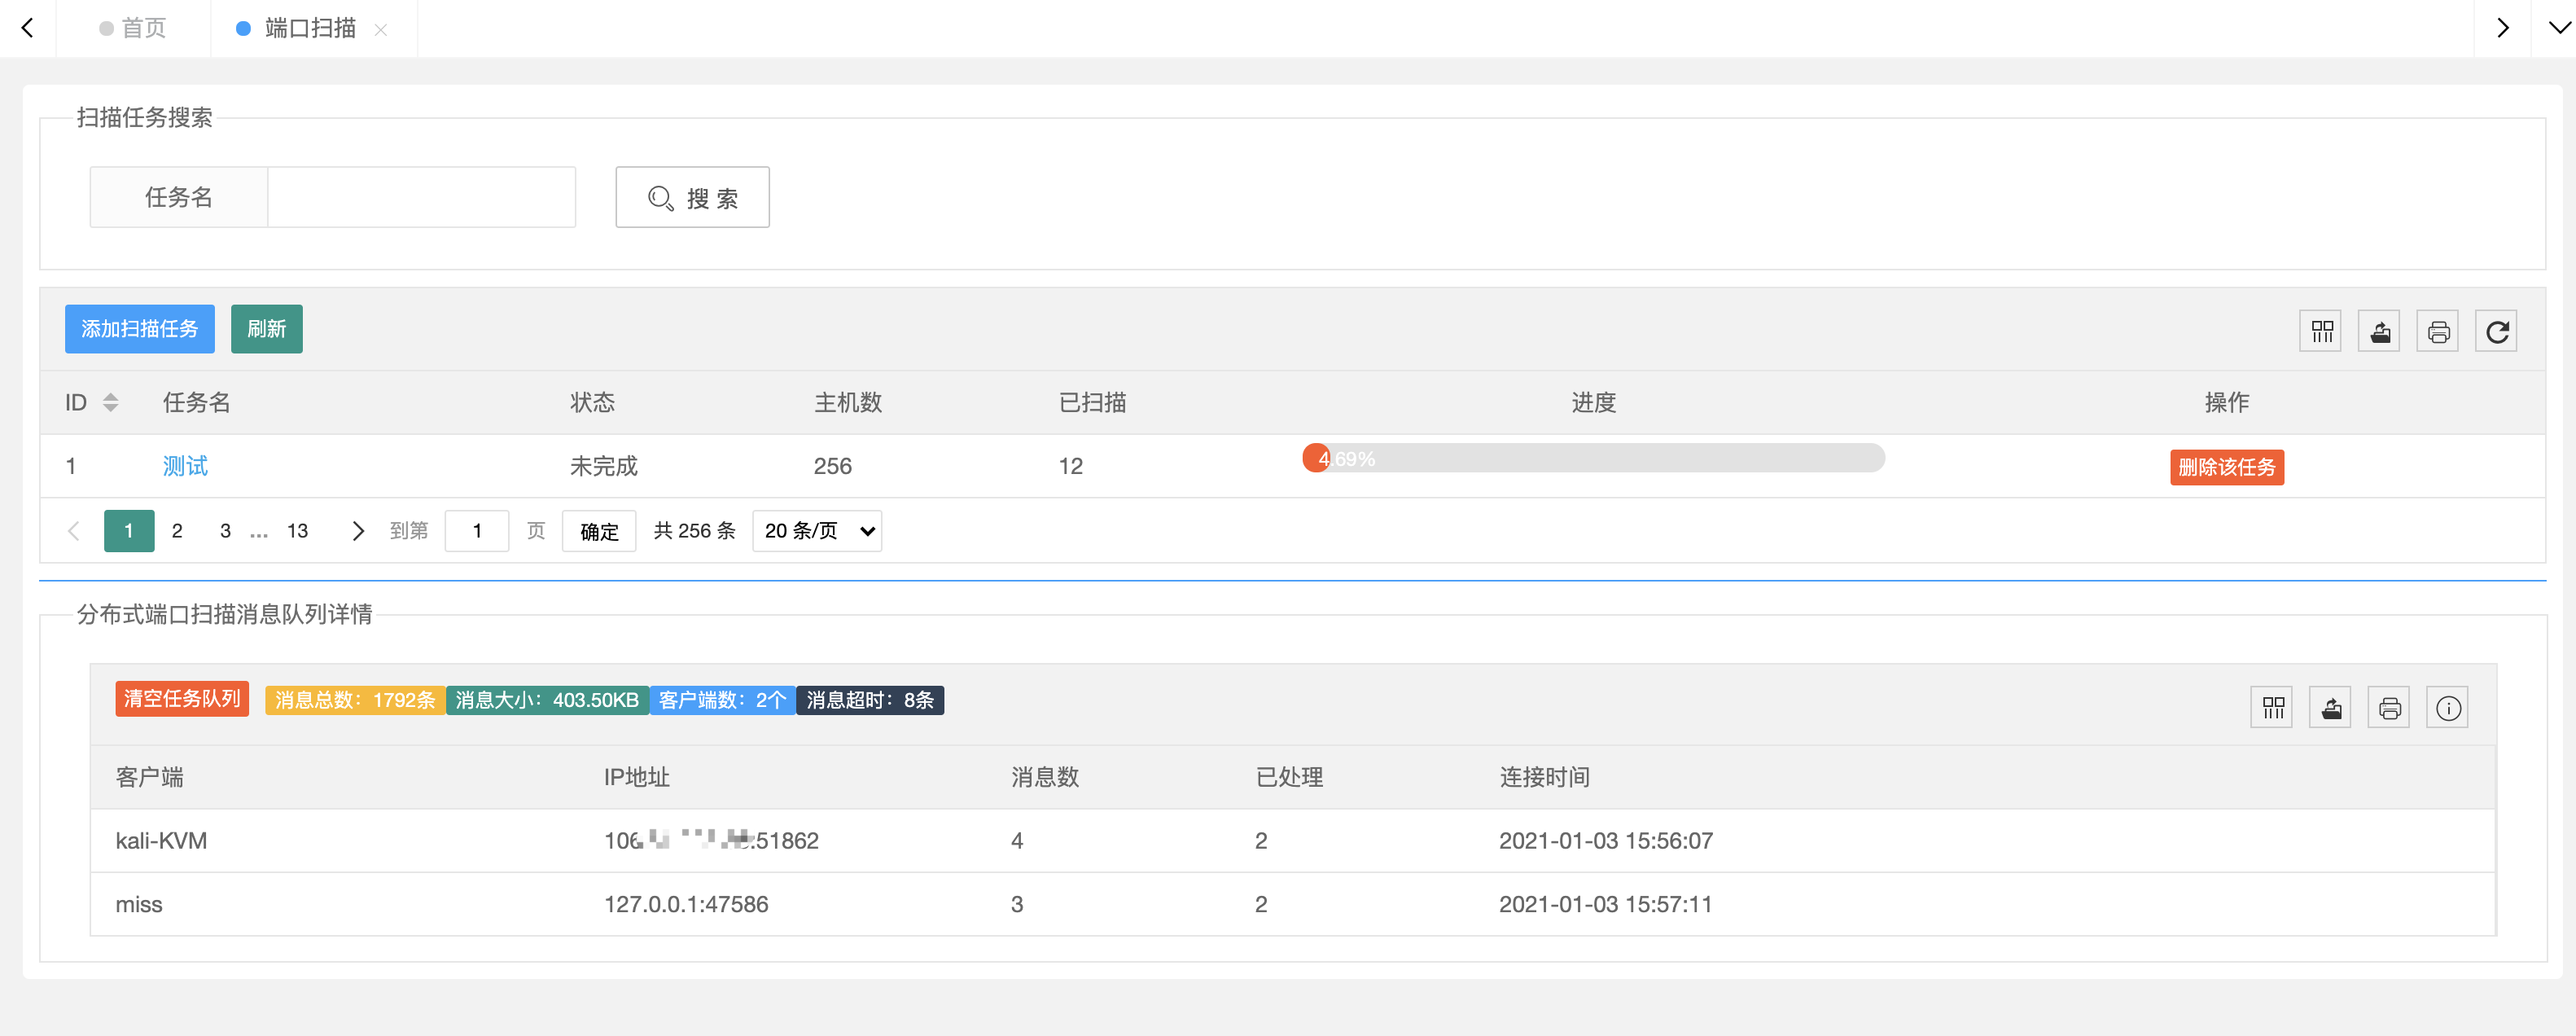 首页 端口扫描
扫描任务搜索
任务名 搜 索
添加扫描任务 刷新
ID 任务名 状态 主机数 已扫描 进度 操作
1 测试 未完成 256 12 4.69% 删除该任务
1 2 3 ... 13 到第 1 页 确定 共 256 条 20 条/页
分布式端口扫描消息队列详情
清空任务队列 消息总数：1792条 消息大小：403.50KB 客户端数：2个 消息超时：8条
客户端 IP地址 消息数 已处理 连接时间
kali-KVM 106 :51862 4 2 2021-01-03 15:56:07
miss 127.0.0.1:47586 3 2 2021-01-03 15:57:11